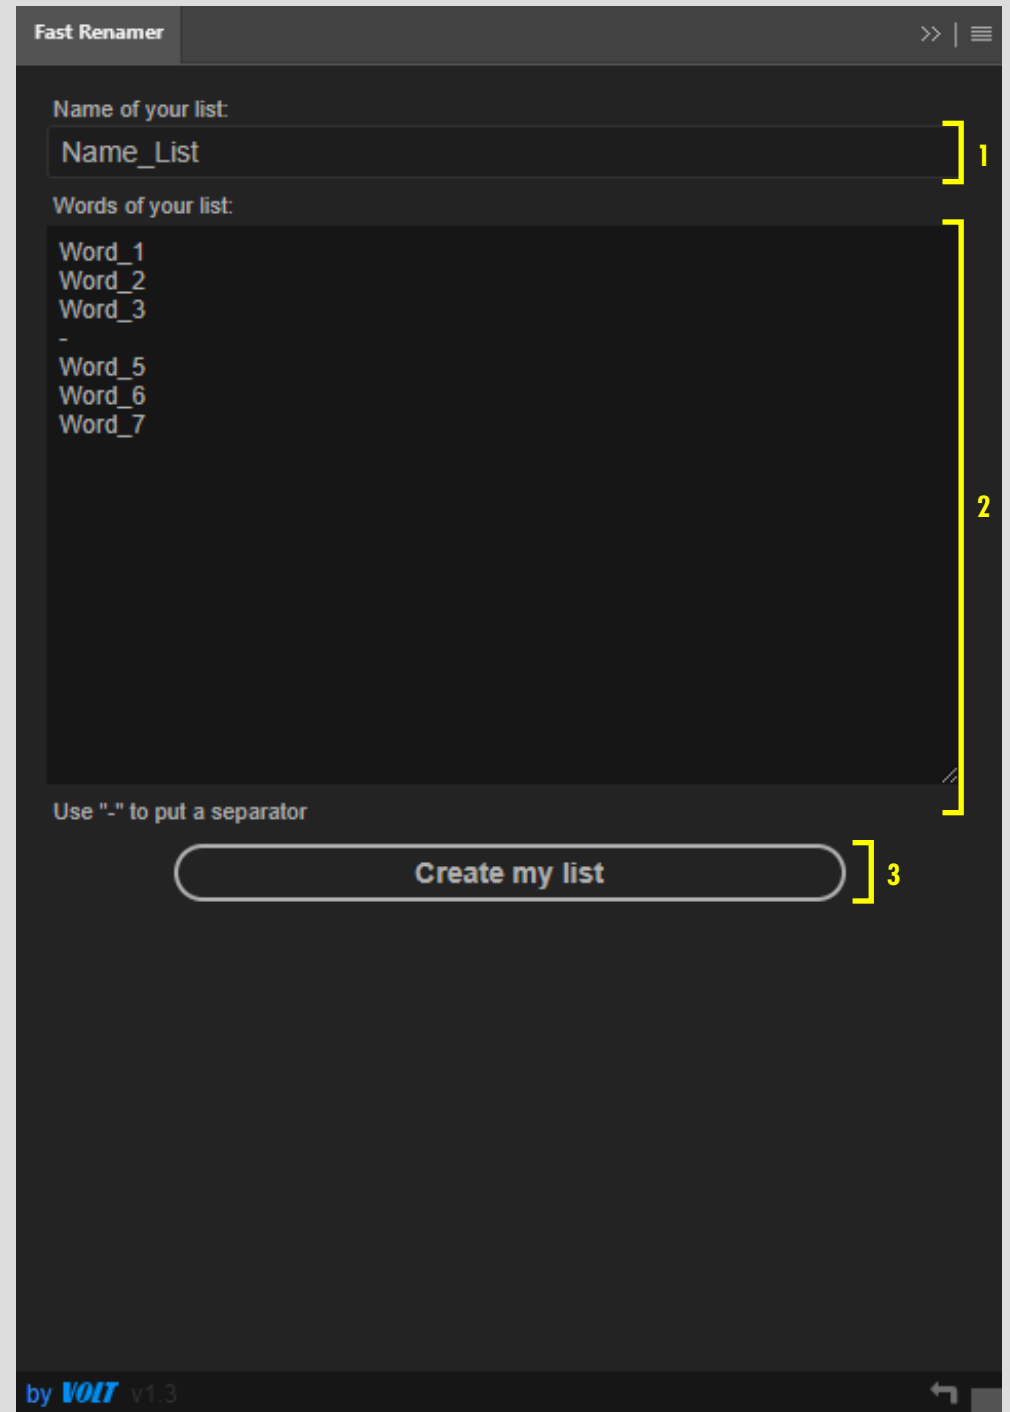 Fast Renamer
Name of your list:
Name_List
1
Words of your list:
Word_1
Word_2
Word_3
-
Word_5
Word_6
Word_7
2
Use "-" to put a separator
Create my list
3
by VOLT v1.3